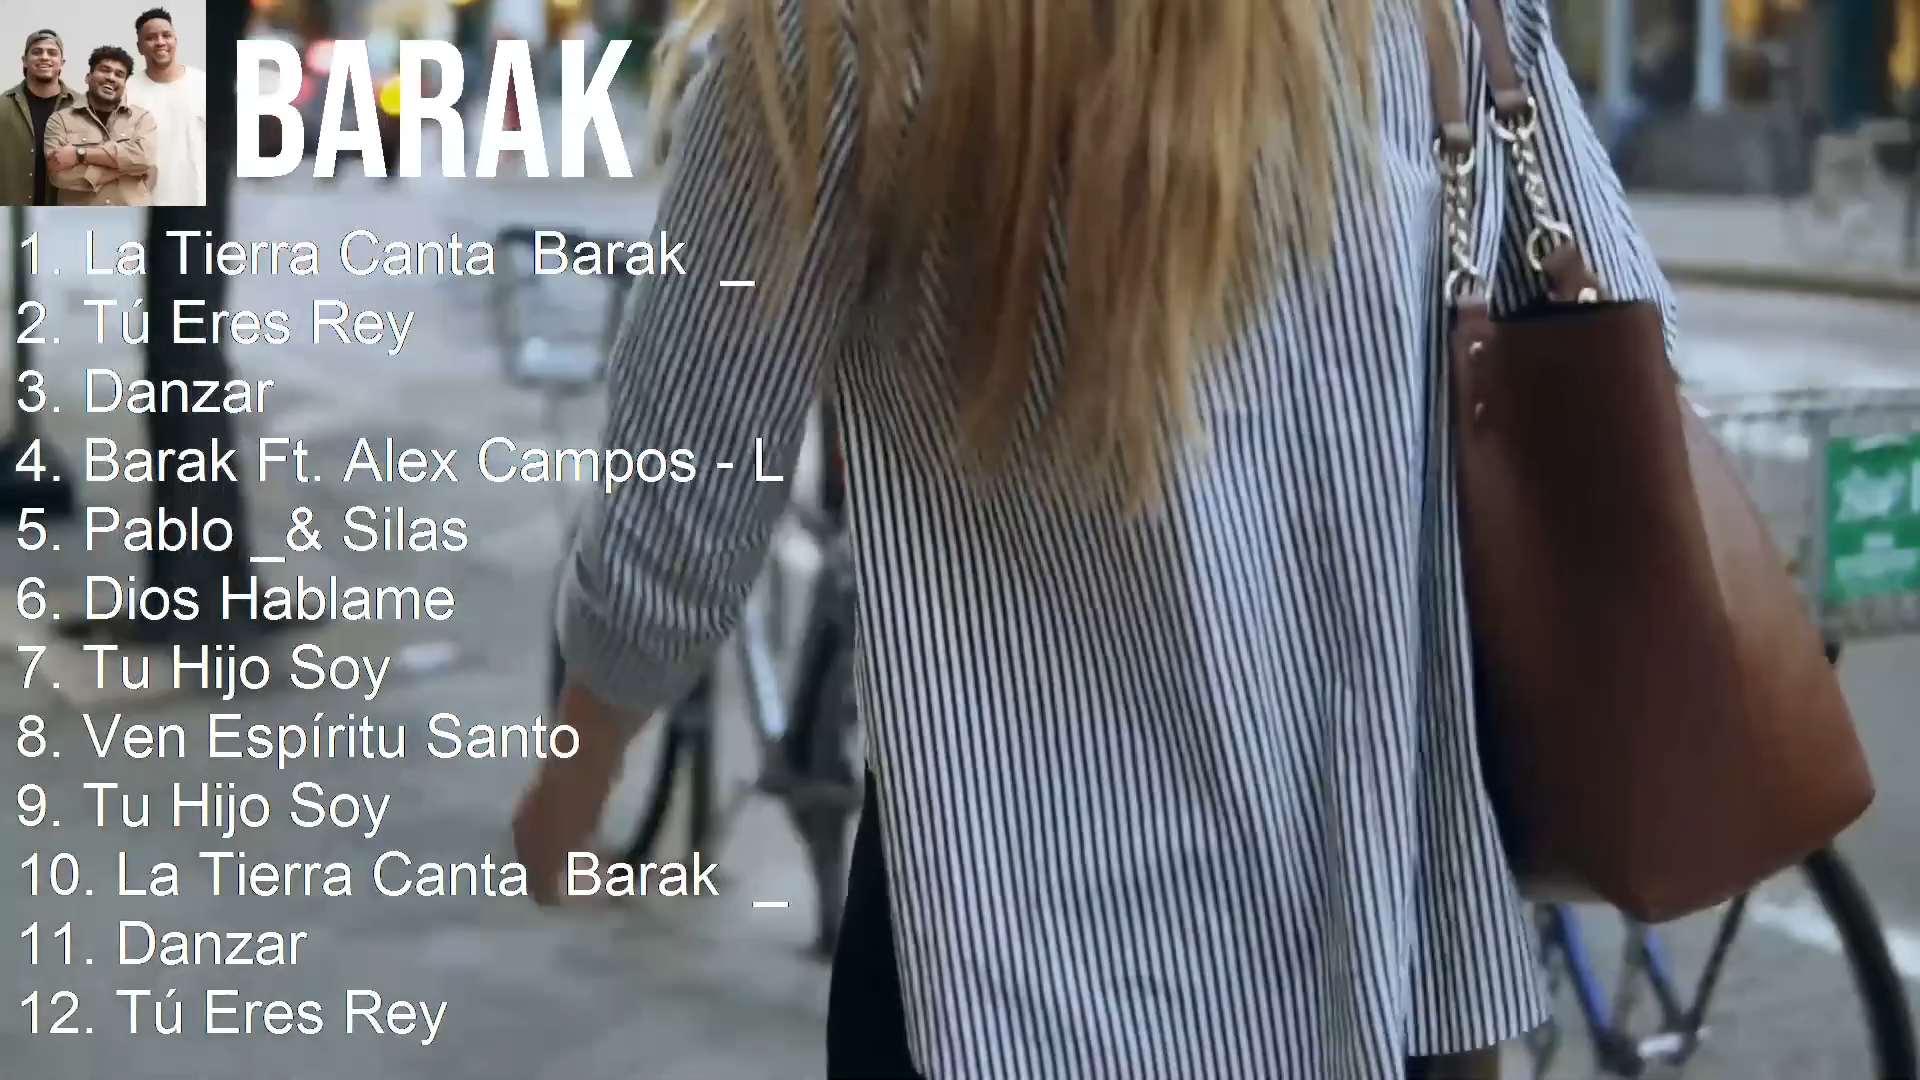 BARAK
1. La Tierra Canta  Barak  _
2. Tú Eres Rey
3. Danzar
4. Barak Ft. Alex Campos - L
5. Pablo _& Silas
6. Dios Hablame
7. Tu Hijo Soy
8. Ven Espíritu Santo
9. Tu Hijo Soy
10. La Tierra Canta  Barak  _
11. Danzar
12. Tú Eres Rey